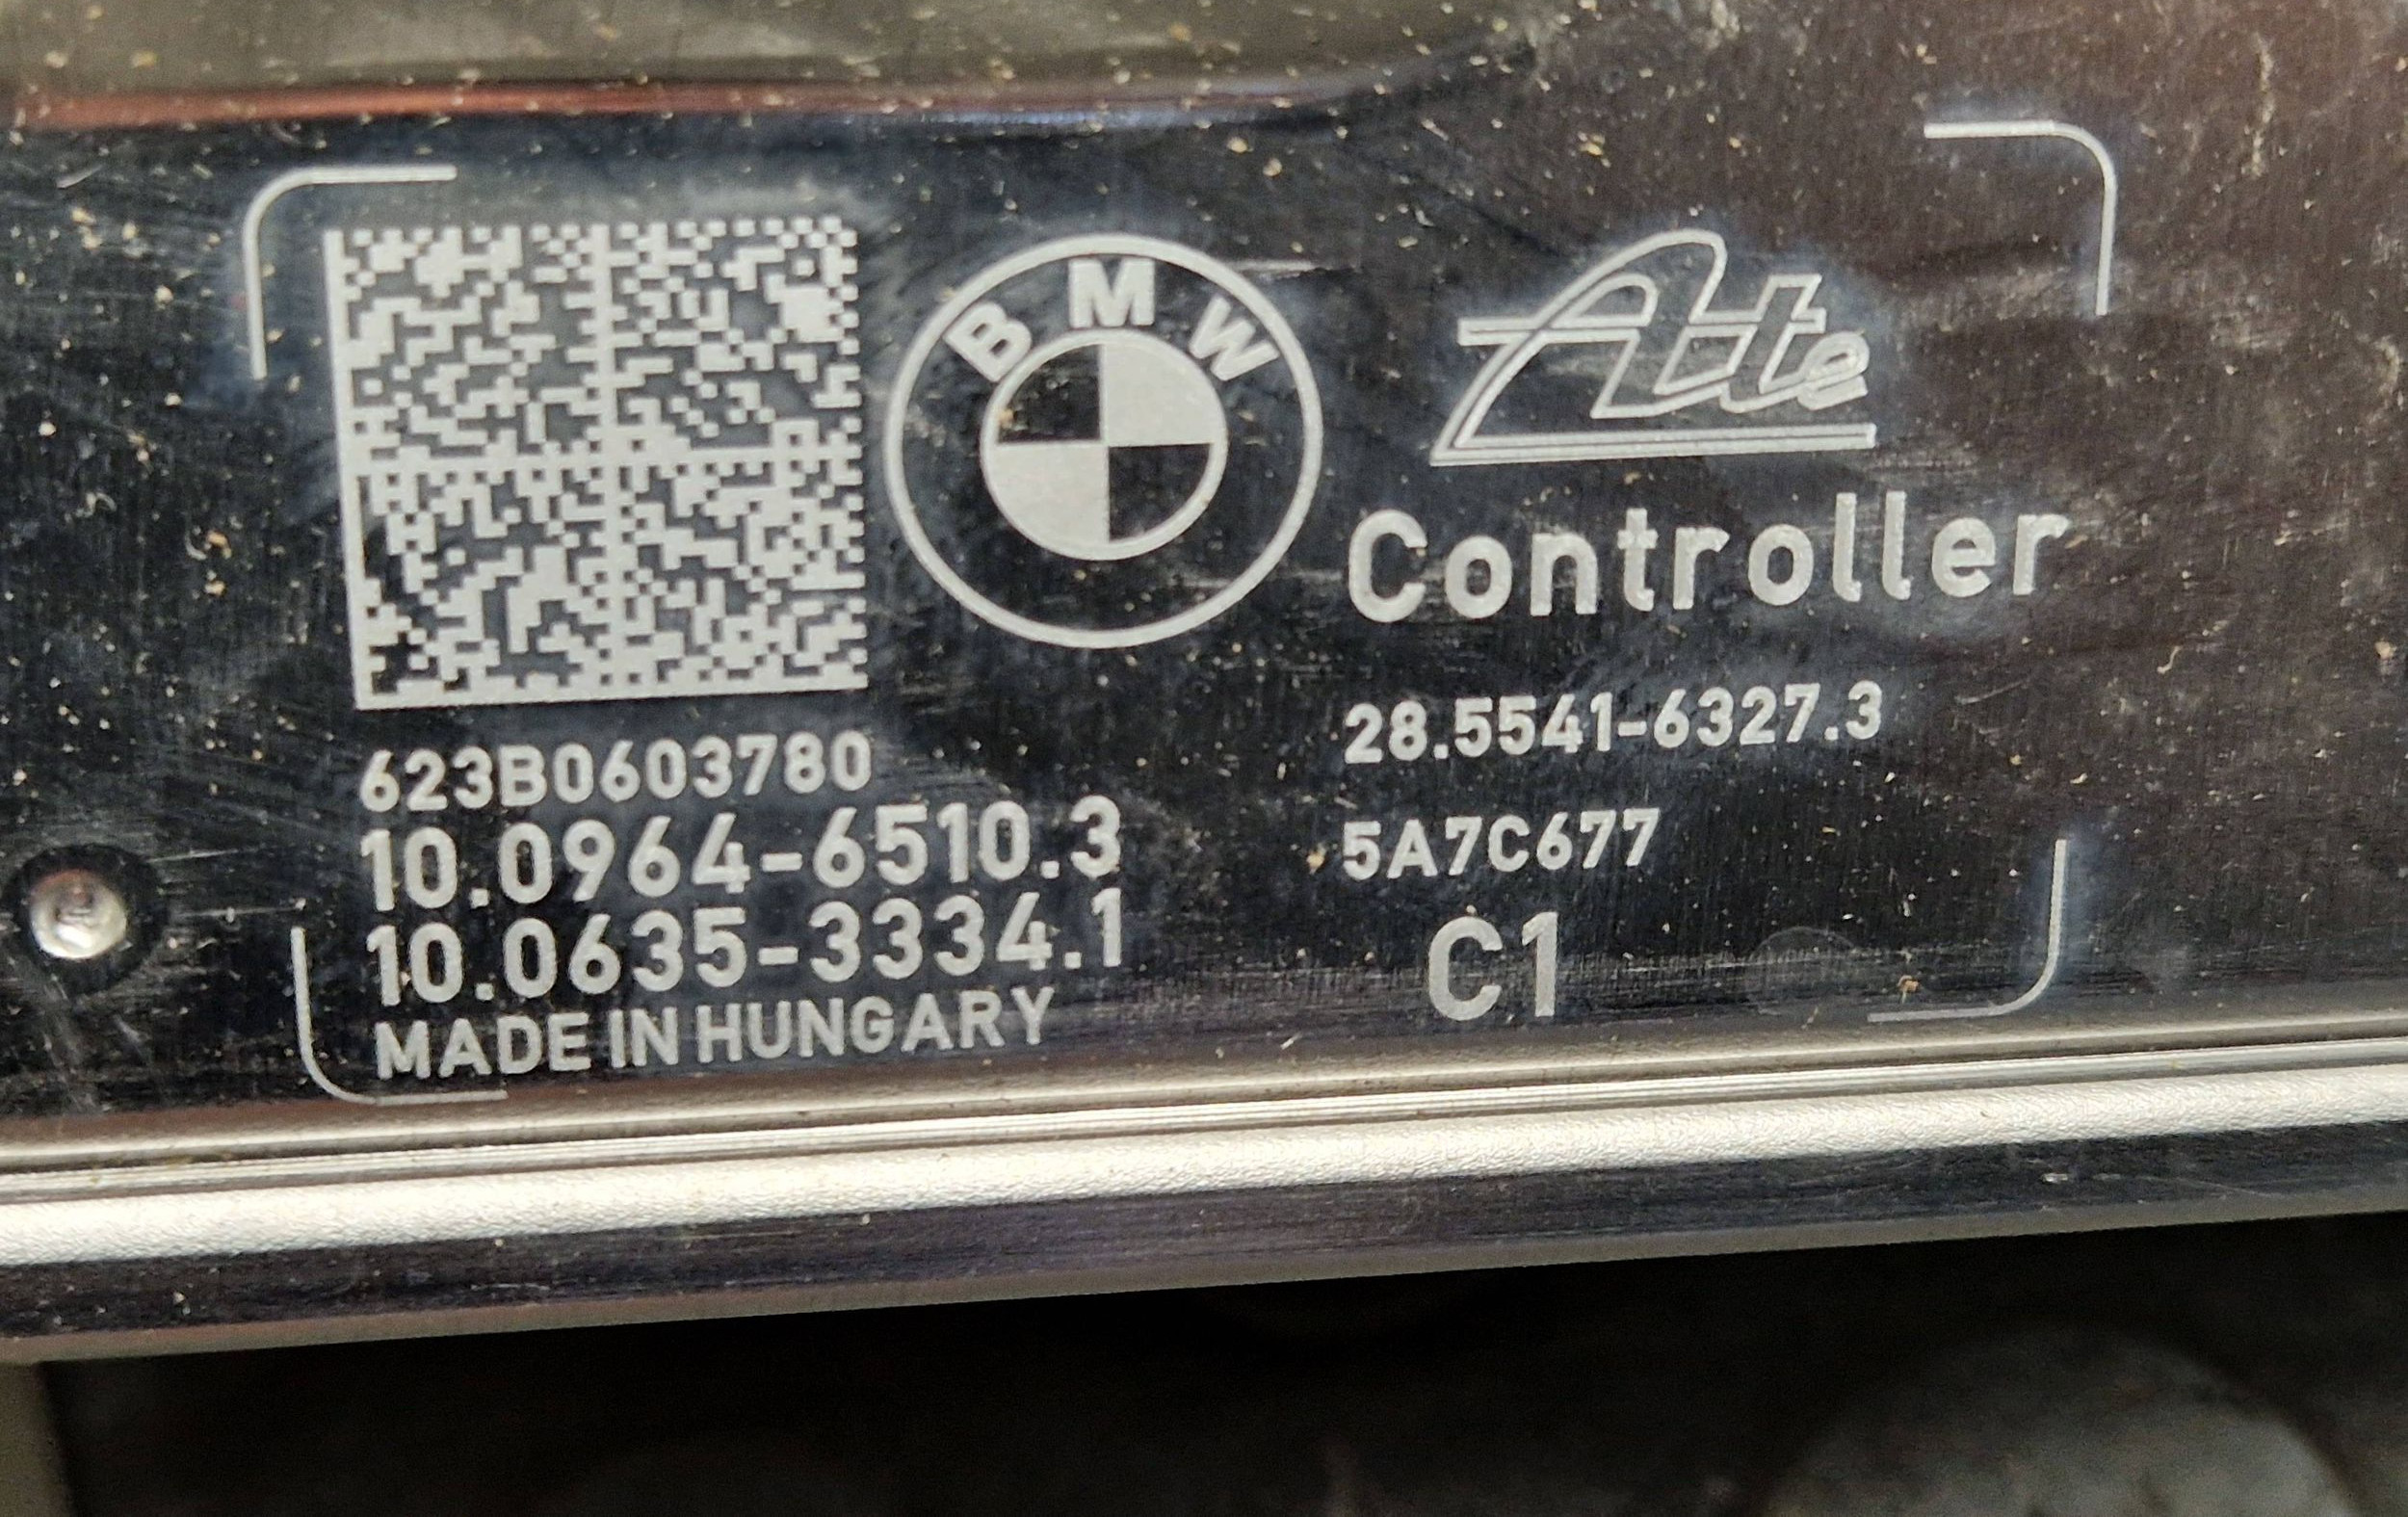 BMW
Ate
Controller
623B0603780
10.0964-6510.3
10.0635-3334.1
MADE IN HUNGARY
28.5541-6327.3
5A7C677
C1